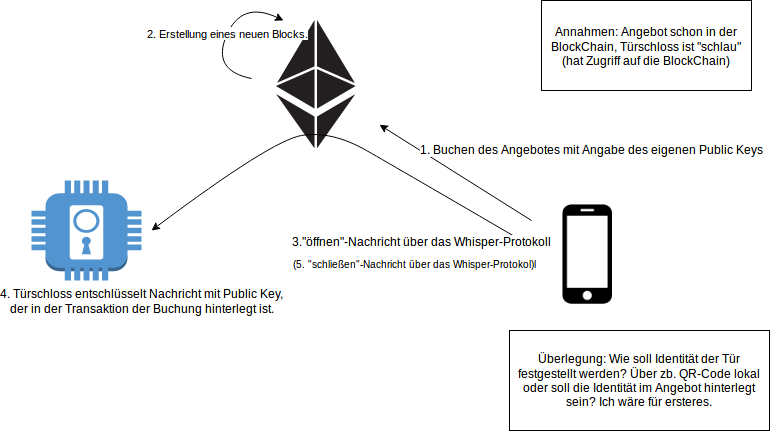 2. Erstellung eines neuen Blocks.
Annahmen: Angebot schon in der
BlockChain, Türschloss ist "schlau"
(hat Zugriff auf die BlockChain)
1. Buchen des Angebotes mit Angabe des eigenen Public Keys
3."öffnen"-Nachricht über das Whisper-Protokoll
(5. "schließen"-Nachricht über das Whisper-Protokol)l
4. Türschloss entschlüsselt Nachricht mit Public Key,
der in der Transaktion der Buchung hinterlegt ist.
Überlegung: Wie soll Identität der Tür
festgestellt werden? Über zb. QR-Code lokal
oder soll die Identität im Angebot hinterlegt
sein? Ich wäre für ersteres.